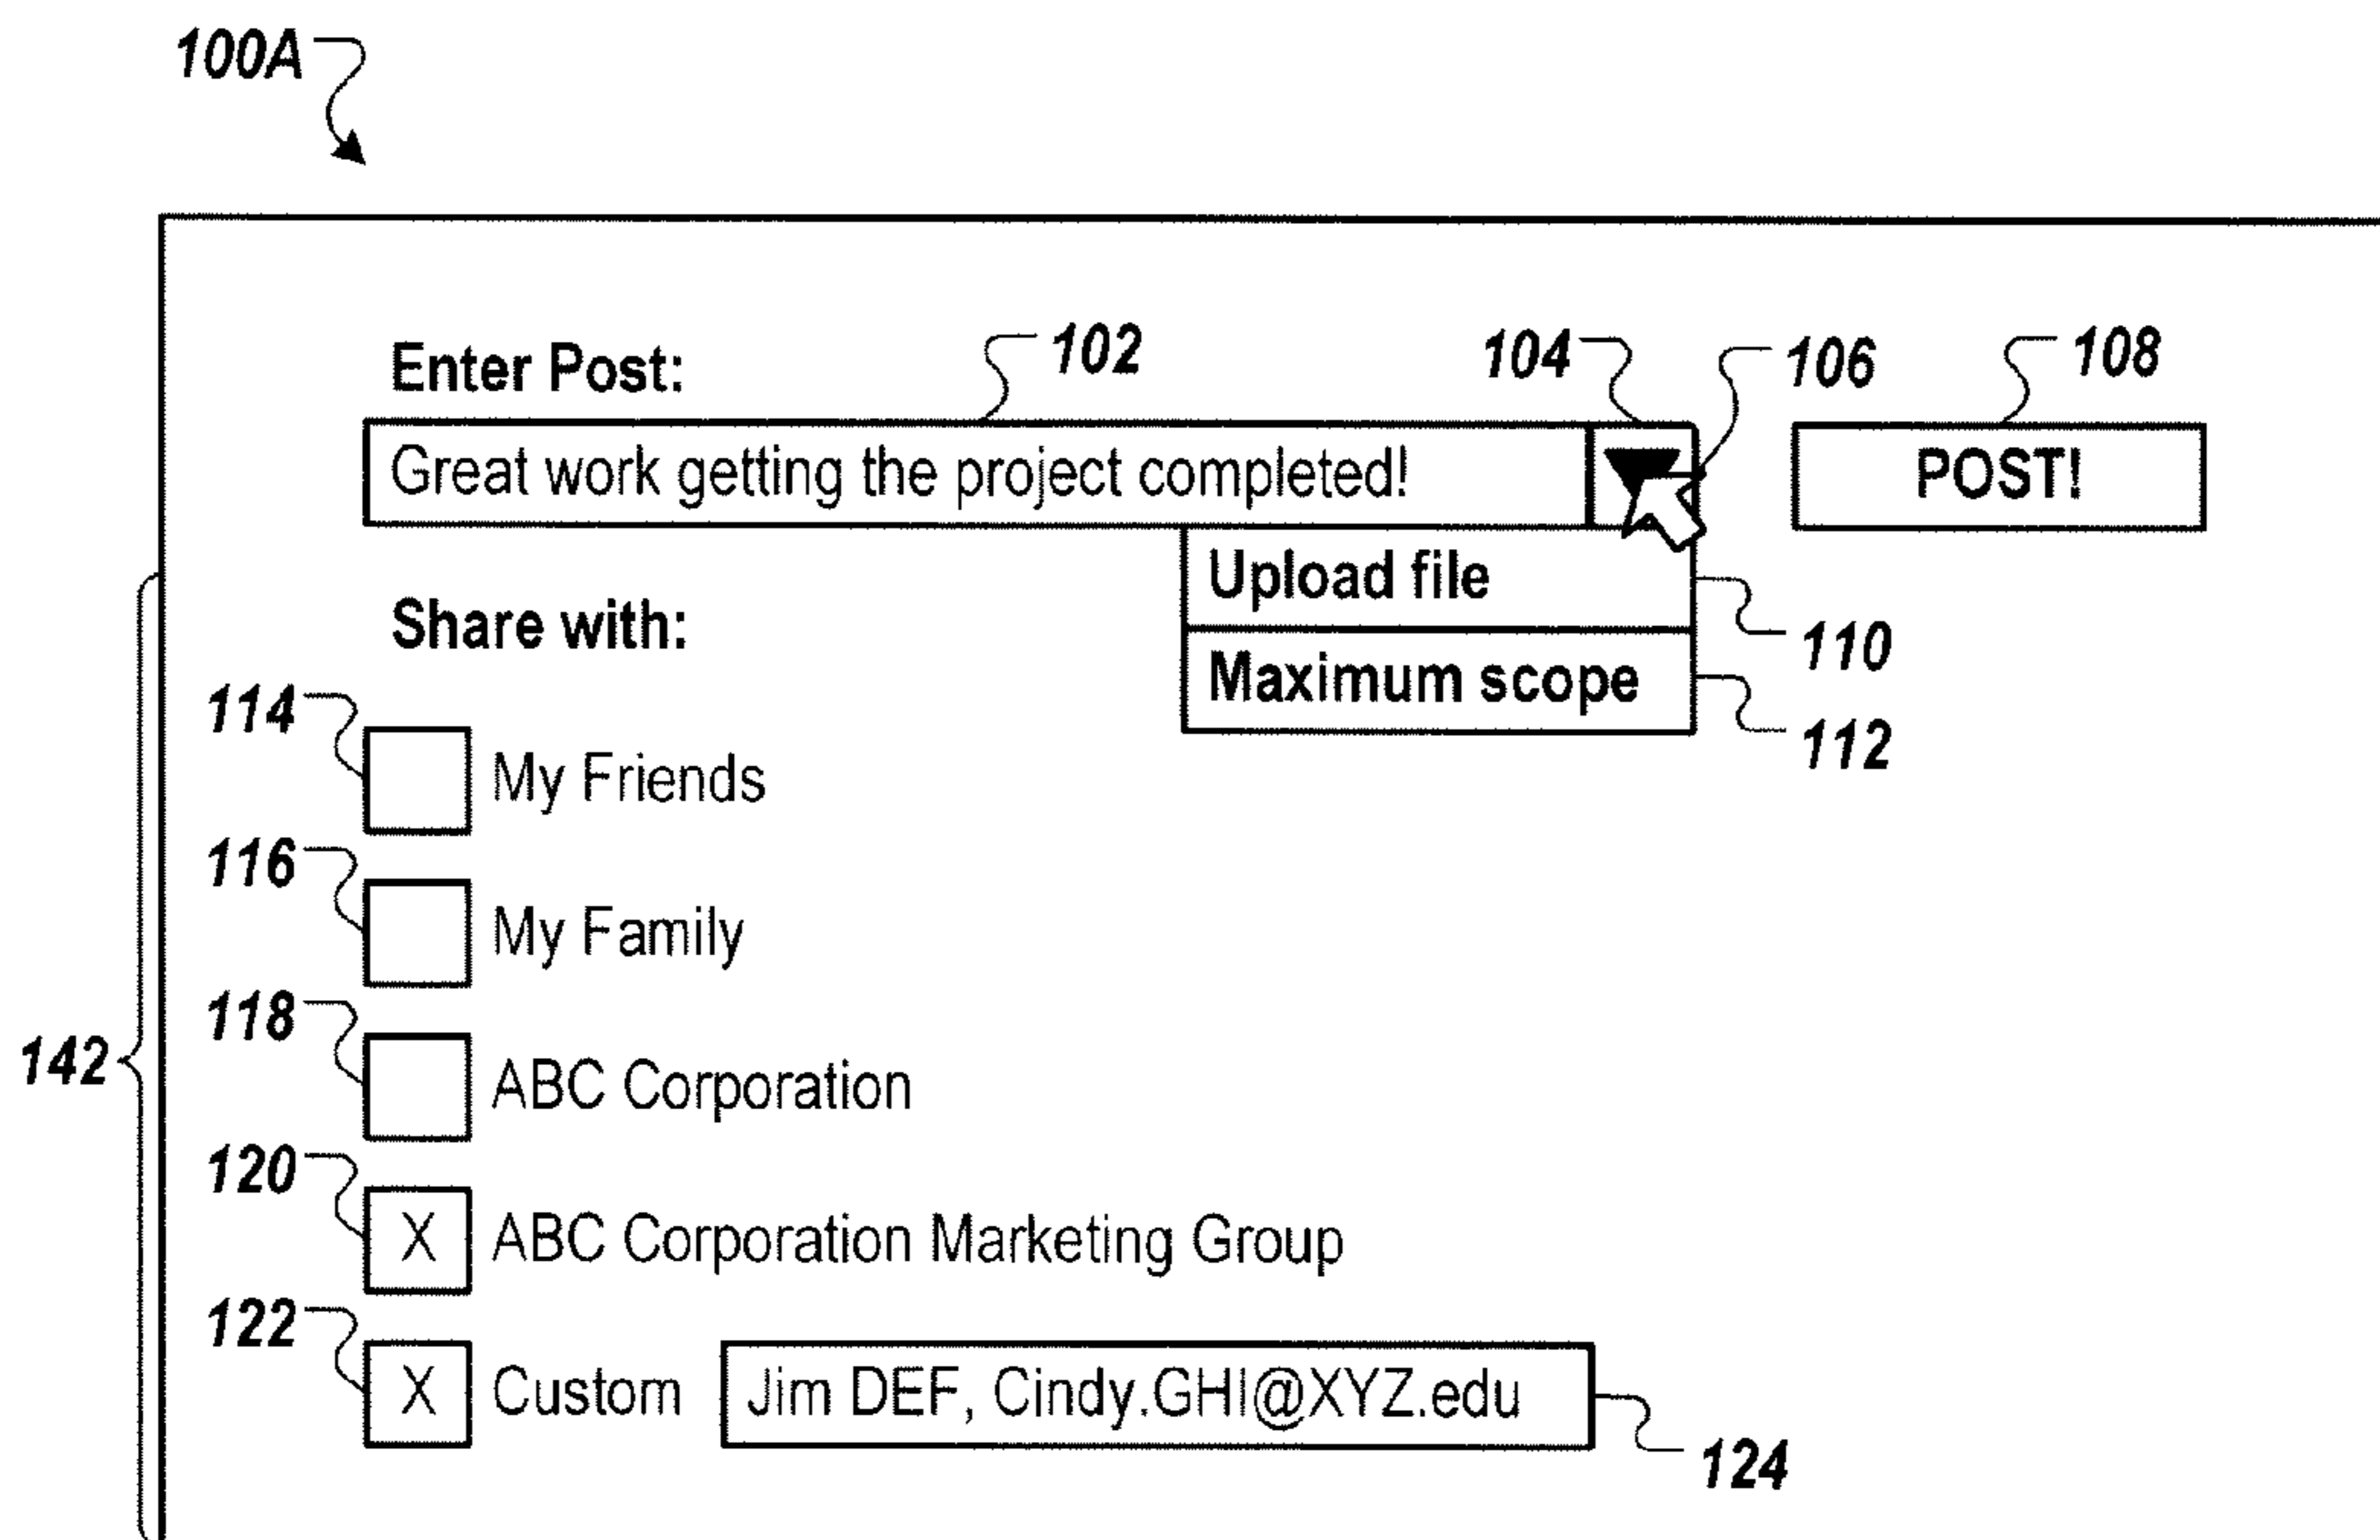 100A
Enter Post:
102
104
106
108
Great work getting the project completed!
POST!
Upload file
110
Share with:
Maximum scope
112
114
My Friends
116
My Family
118
ABC Corporation
142
120
X ABC Corporation Marketing Group
122
X Custom Jim DEF, Cindy.GHI@XYZ.edu
124